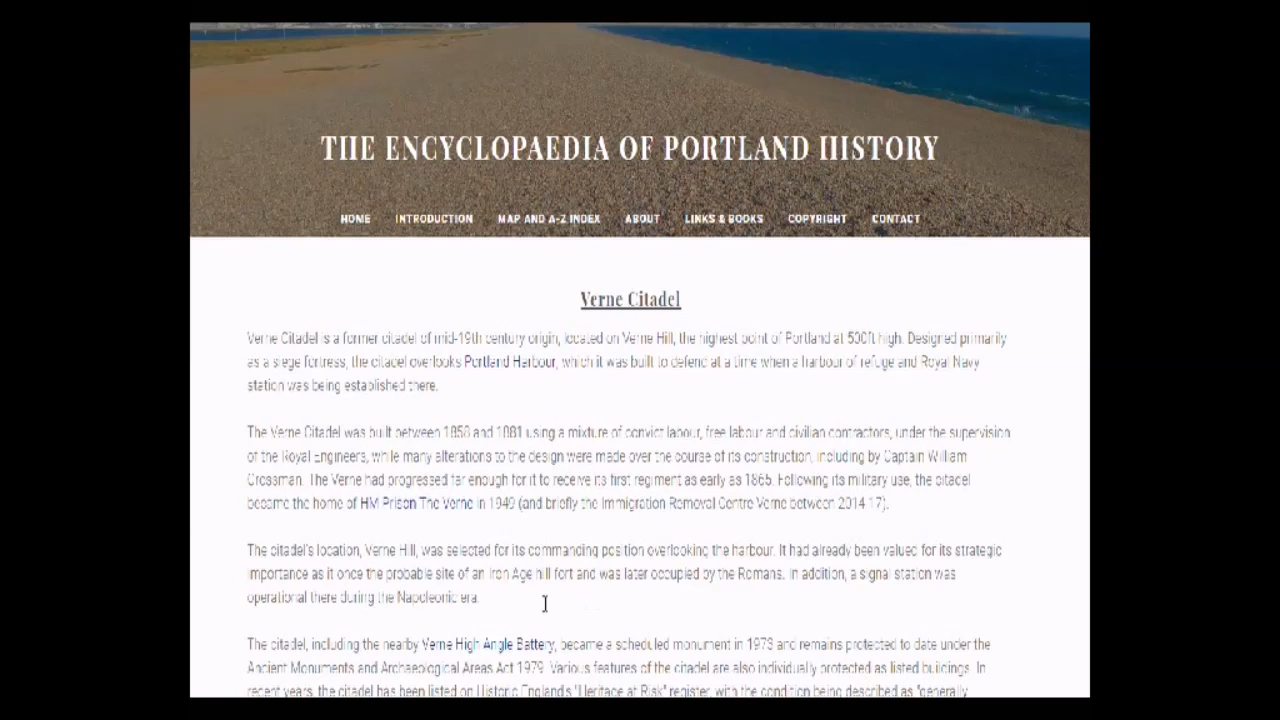 THE ENCYCLOPAEDIA OF PORTLAND HISTORY
HOME INTRODUCTION MAP AND A-Z INDEX ABOUT LINKS & BOOKS COPYRIGHT CONTACT
Verne Citadel
Verne Citadel is a former citadel of mid-19th century origin, located on Verne Hill, the highest point of Portland at 500ft high. Designed primarily
as a siege fortress, the citadel overlooks Portland Harbour, which it was built to defend at a time when a harbour of refuge and Royal Navy
station was being established there.
The Verne Citadel was built between 1858 and 1881 using a mixture of convict labour, free labour and civilian contractors, under the supervision
of the Royal Engineers, while many alterations to the design were made over the course of its construction, including by Captain William
Crossman. The Verne had progressed far enough for it to receive its first regiment as early as 1865. Following its military use, the citadel
became the home of HM Prison The Verne in 1949 (and briefly the Immigration Removal Centre Verne between 2014-17).
The citadel's location, Verne Hill, was selected for its commanding position overlooking the harbour. It had already been valued for its strategic
importance as it once the probable site of an Iron Age hill fort and was later occupied by the Romans. In addition, a signal station was
operational there during the Napoleonic era.
The citadel, including the nearby Verne High Angle Battery, became a scheduled monument in 1973 and remains protected to date under the
Ancient Monuments and Archaeological Areas Act 1979. Various features of the citadel are also individually protected as listed buildings. In
recent years, the citadel has been listed on Historic England's "Heritage at Risk" register, with the condition being described as "generally